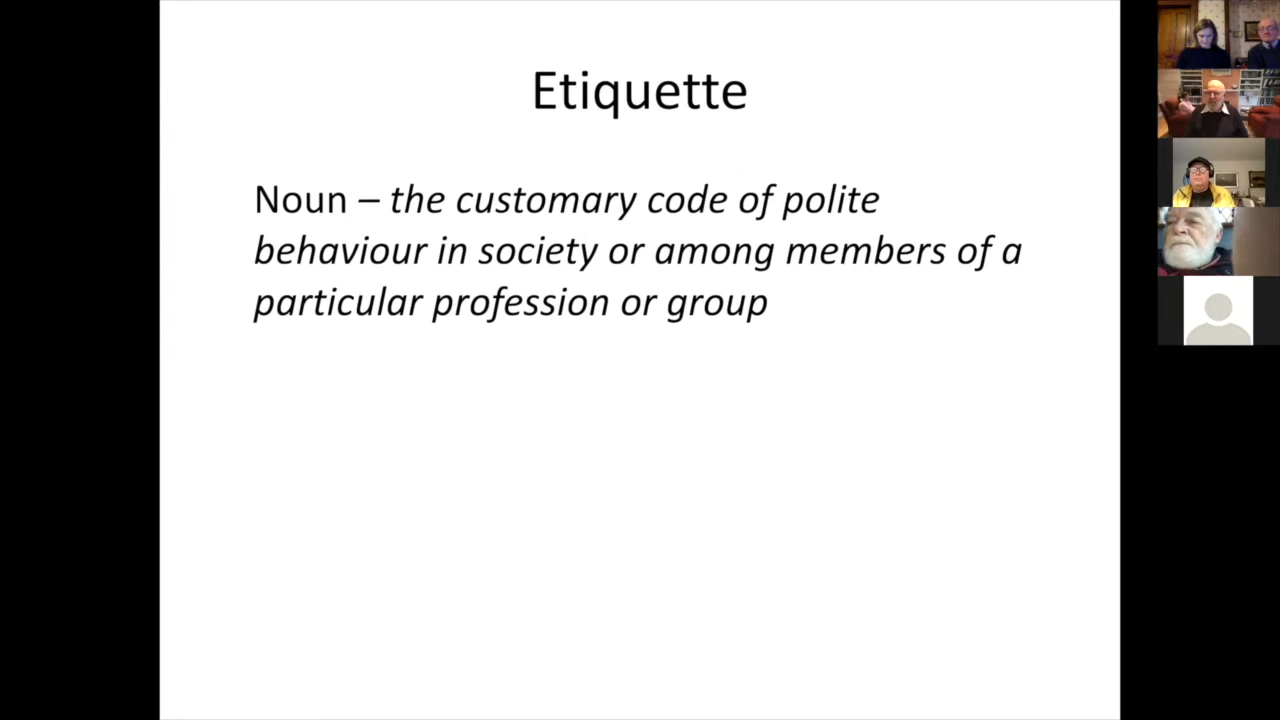 Etiquette
Noun – the customary code of polite
behaviour in society or among members of a
particular profession or group